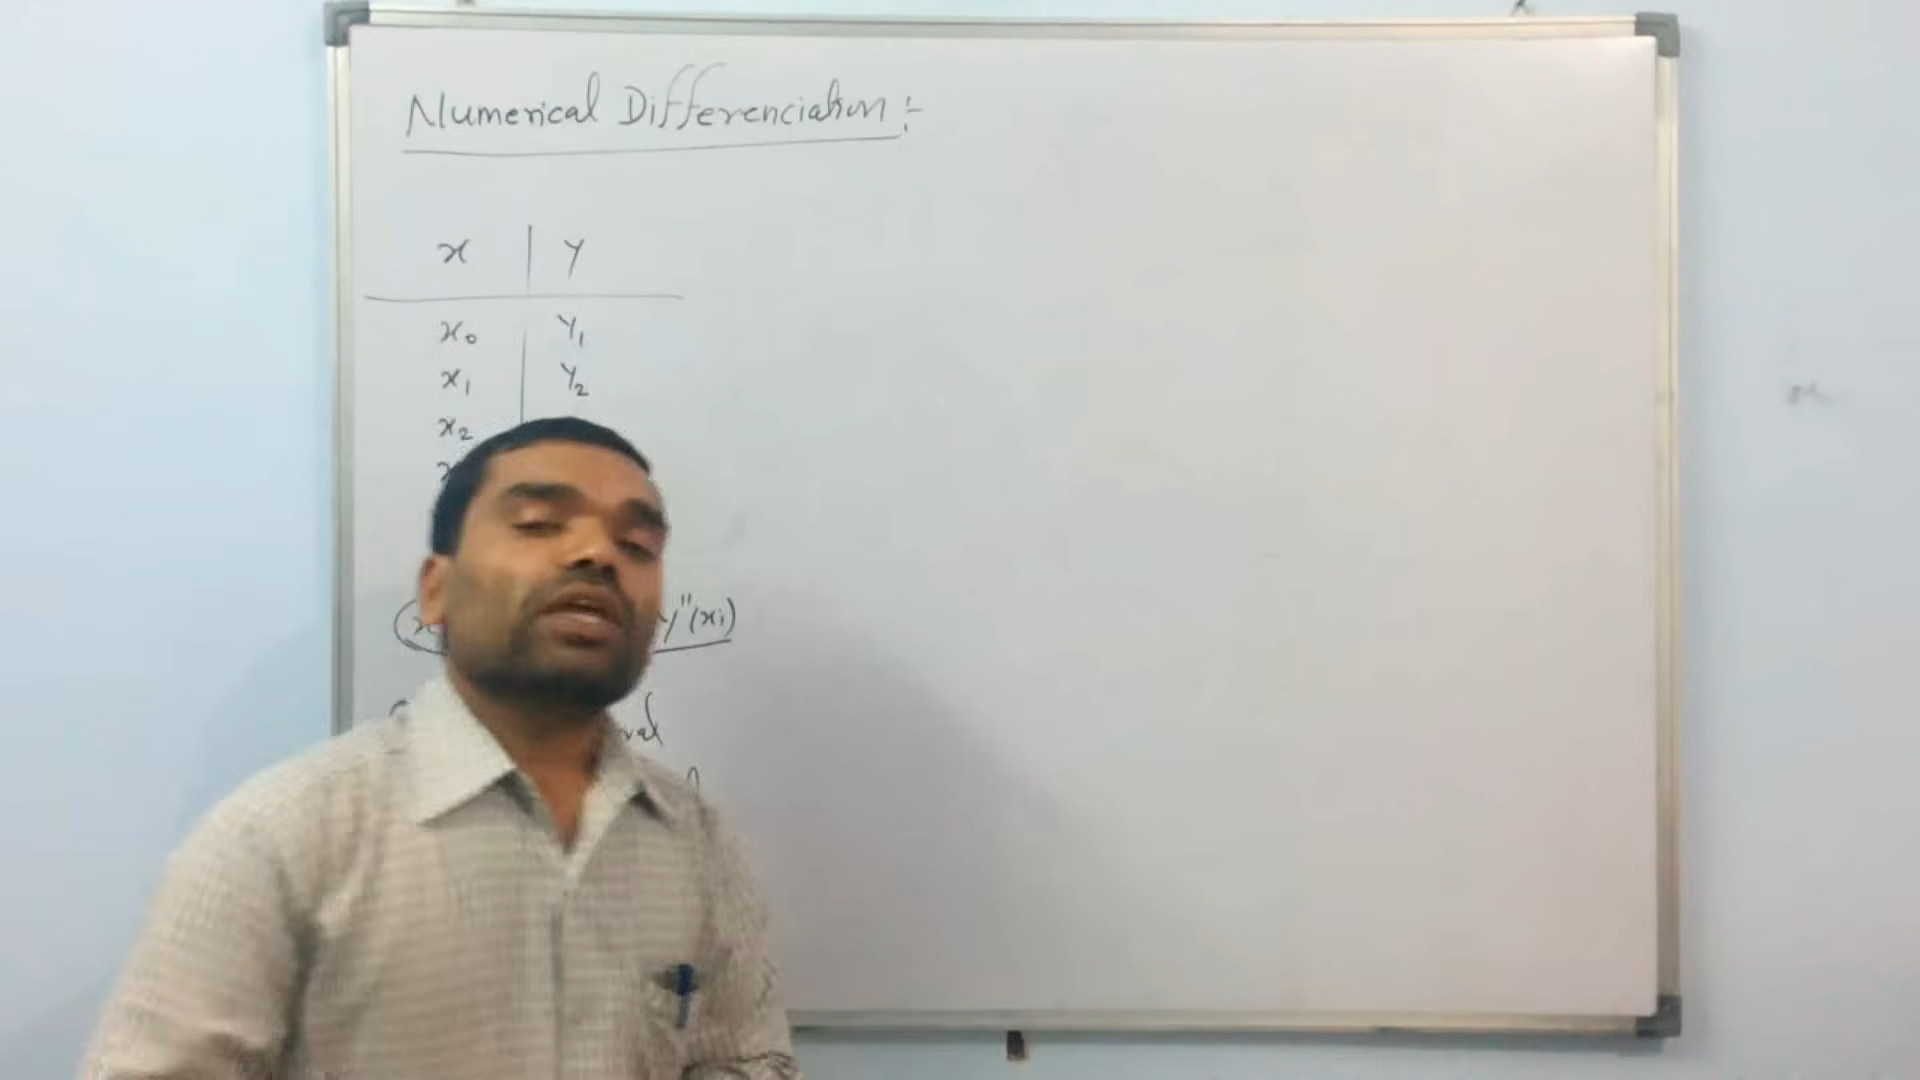 Numerical Differenciation :-
x | y
x₀ y₁
x₁ y₂
x₂
y''(xᵢ)